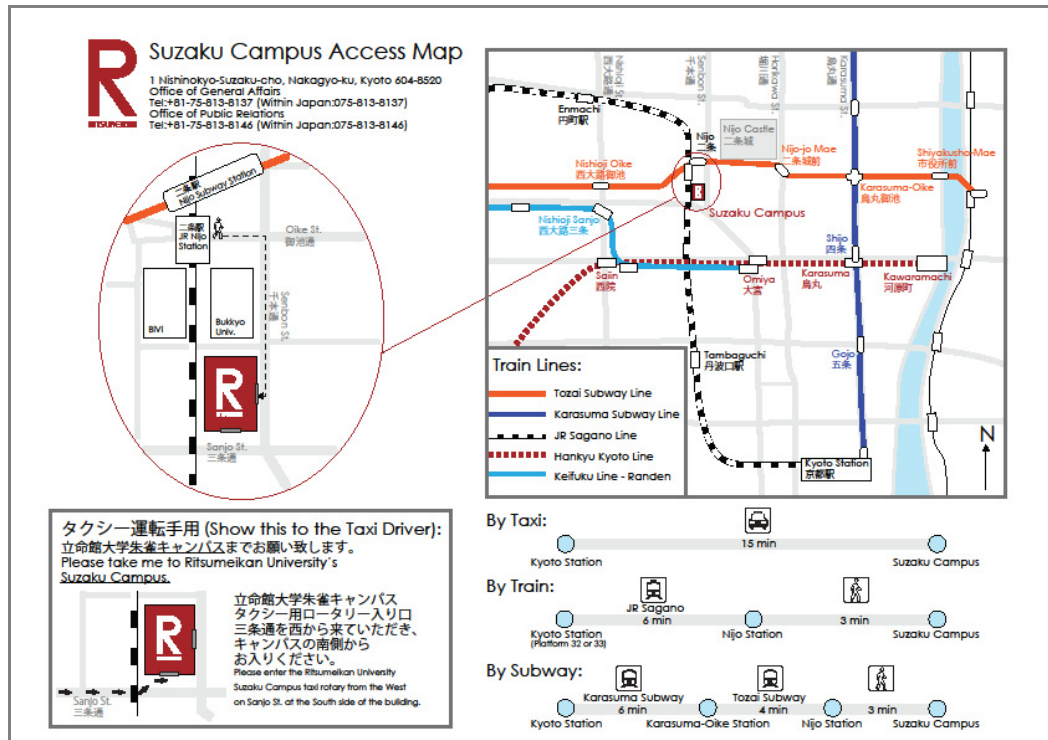 R
RITSUMEIKAN
Suzaku Campus Access Map
1 Nishinokyo-Suzaku-cho, Nakagyo-ku, Kyoto 604-8520
Office of General Affairs
Tel:+81-75-813-8137 (Within Japan:075-813-8137)
Office of Public Relations
Tel:+81-75-813-8146 (Within Japan:075-813-8146)
二条駅
Nijo Subway Station
二条駅
JR Nijo
Station
Oike St.
御池通
Senbon St.
千本通
BIVI
Bukkyo
Univ.
R
Sanjo St.
三条通
Nishioji St.
西大路通
Senbon St.
千本通
Horikawa St.
堀川通
Karasuma St.
烏丸通
Enmachi
円町駅
Nijo
二条
Nijo Castle
二条城
Nijo-jo Mae
二条城前
Shiyakusho-Mae
市役所前
Nishioji Oike
西大路御池
Karasuma-Oike
烏丸御池
R
Suzaku Campus
Nishioji Sanjo
西大路三条
Shijo
四条
Saiin
西院
Omiya
大宮
Karasuma
烏丸
Kawaramachi
河原町
Tambaguchi
丹波口駅
Gojo
五条
Kyoto Station
京都駅
N
Train Lines:
Tozai Subway Line
Karasuma Subway Line
JR Sagano Line
Hankyu Kyoto Line
Keifuku Line - Randen
タクシー運転手用 (Show this to the Taxi Driver):
立命館大学朱雀キャンパスまでお願い致します。
Please take me to Ritsumeikan University's
Suzaku Campus.
R
Sanjo St.
三条通
立命館大学朱雀キャンパス
タクシー用ロータリー入り口
三条通を西から来ていただき、
キャンパスの南側から
お入りください。
Please enter the Ritsumeikan University
Suzaku Campus taxi rotary from the West
on Sanjo St. at the South side of the building.
By Taxi:
15 min
Kyoto Station
Suzaku Campus
By Train:
JR Sagano
6 min
3 min
Kyoto Station
(Platform 32 or 33)
Nijo Station
Suzaku Campus
By Subway:
Karasuma Subway
6 min
Tozai Subway
4 min
3 min
Kyoto Station
Karasuma-Oike Station
Nijo Station
Suzaku Campus